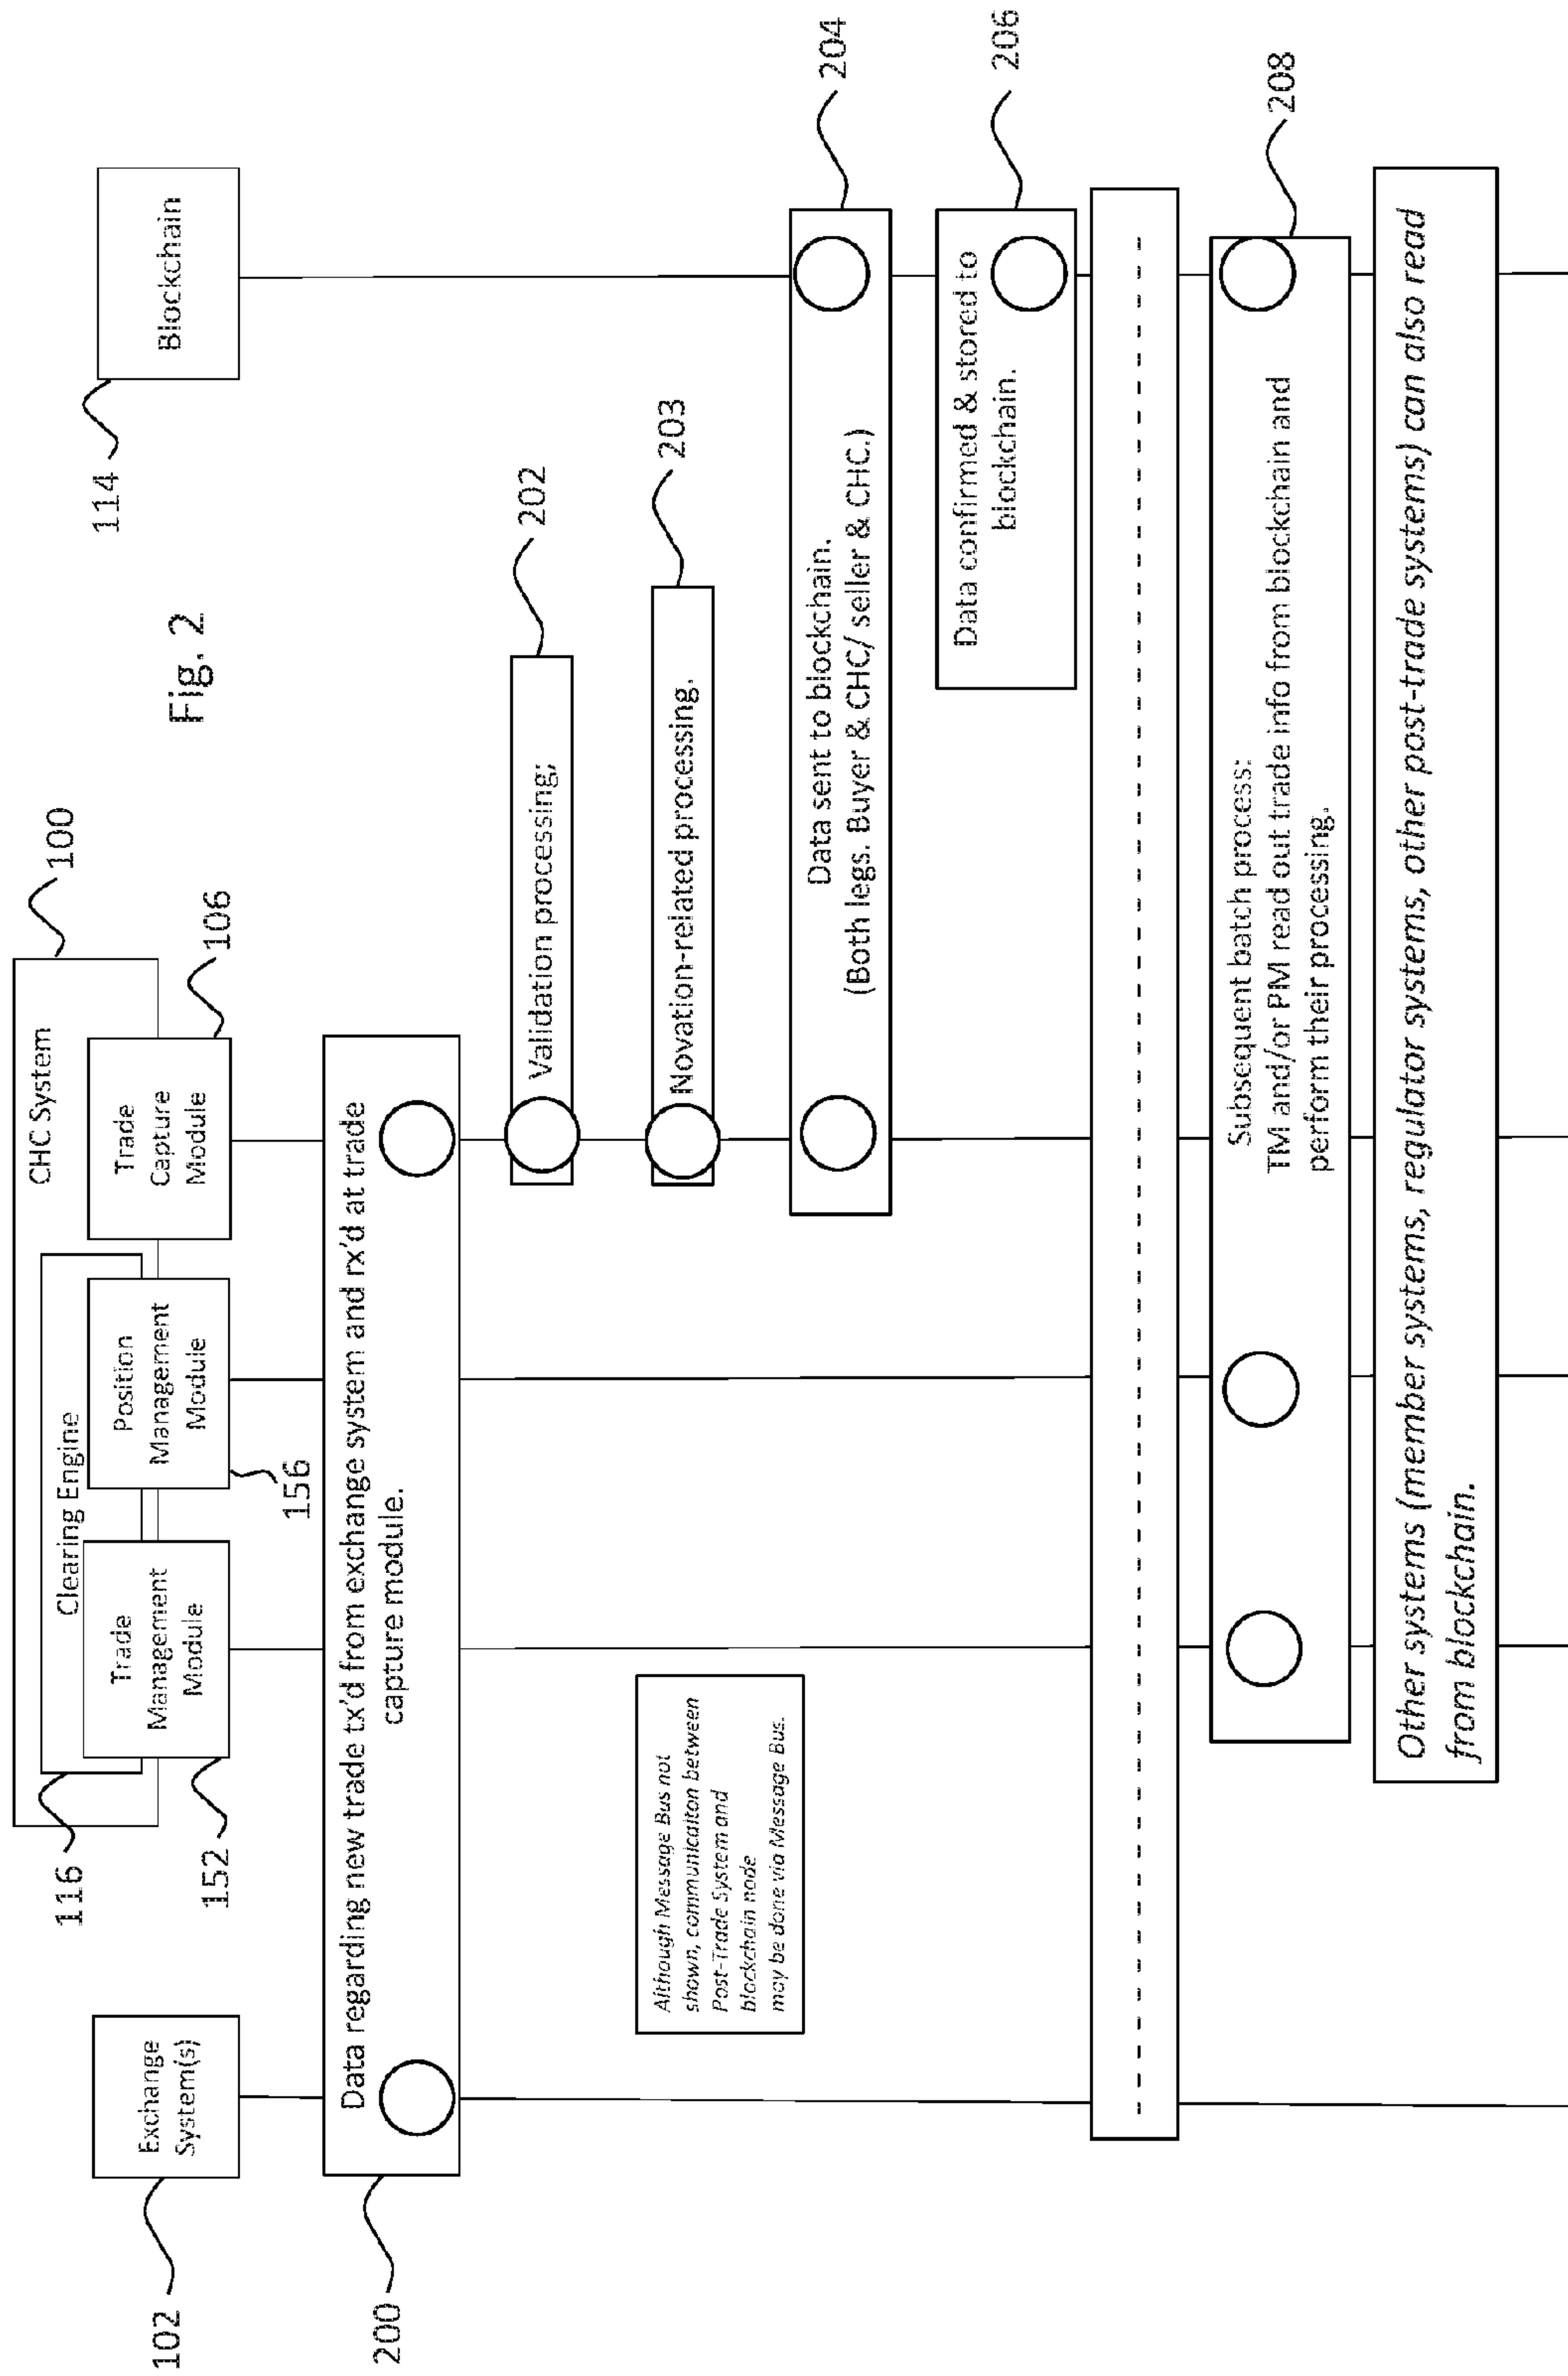 Fig. 2
100
CHC System
116
Clearing Engine
102
Exchange
System(s)
152
Trade
Management
Module
156
Position
Management
Module
106
Trade
Capture
Module
114
Blockchain
200
Data regarding new trade tx'd from exchange system and rx'd at trade
capture module.
202
Validation processing;
203
Novation-related processing.
Although Message Bus not
shown, communicaiton between
Post-Trade System and
blockchain node
may be done via Message Bus.
204
Data sent to blockchain.
(Both legs. Buyer & CHC/ seller & CHC.)
206
Data confirmed & stored to
blockchain.
208
Subsequent batch process:
TM and/or PM read out trade info from blockchain and
perform their processing.
Other systems (member systems, regulator systems, other post-trade systems) can also read
from blockchain.